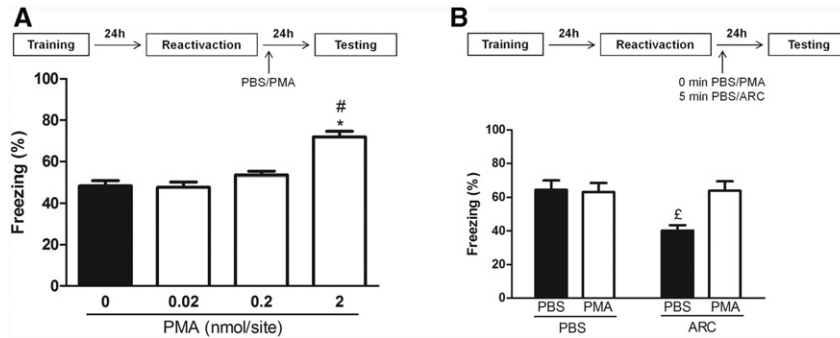 A
24h
24h
Training
Reactivaction
Testing
PBS/PMA
Freezing (%)
100
80
60
40
20
0
#
*
0 0.02 0.2 2
PMA (nmol/site)
B
24h
24h
Training
Reactivaction
Testing
0 min PBS/PMA
5 min PBS/ARC
Freezing (%)
100
80
60
40
20
0
£
PBS PMA PBS PMA
PBS ARC